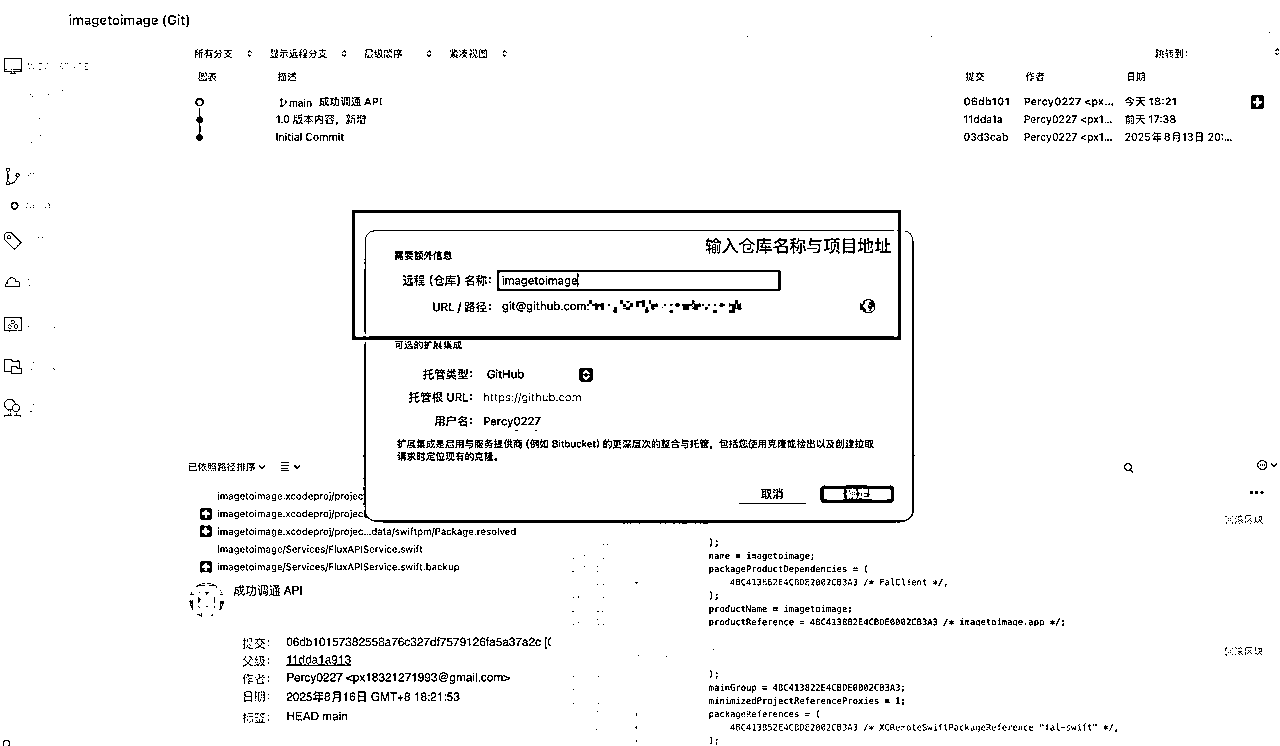 imagetoimage (Git)
所有分支 显示远程分支 层级顺序 紧凑视图 跳转到:
图表 描述 提交 作者 日期
main 成功调通 API 06db101 Percy0227 <px... 今天 18:21
1.0 版本内容，新增 11dda1a Percy0227 <px1... 前天 17:38
Initial Commit 03d3cab Percy0227 <px1... 2025年8月13日 20:...
输入仓库名称与项目地址
需要额外信息
远程 (仓库) 名称: imagetoimage
URL / 路径: git@github.com:
可选的扩展集成
托管类型: GitHub
托管根 URL: https://github.com
用户名: Percy0227
扩展集成是启用与服务提供商 (例如 Bitbucket) 的更深层次的整合与托管，包括您使用克隆或检出以及创建拉取
请求时定位现有的克隆。
取消 确定
已依照路径排序
imagetoimage.xcodeproj/projec
imagetoimage.xcodeproj/projec
imagetoimage.xcodeproj/projec...data/swiftpm/Package.resolved
imagetoimage/Services/FluxAPIService.swift
imagetoimage/Services/FluxAPIService.swift.backup
成功调通 API
提交: 06db10157382558a76c327df7579126fa5a37a2c [0
父级: 11dda1a913
作者: Percy0227 <px18321271993@gmail.com>
日期: 2025年8月16日 GMT+8 18:21:53
标签: HEAD main
回滚区块
);
name = imagetoimage;
packageProductDependencies = (
4BC413B62E4CBDE2002CB3A3 /* FalClient */,
);
productName = imagetoimage;
productReference = 4BC413B82E4CBDE0002CB3A3 /* imagetoimage.app */;
回滚区块
);
mainGroup = 4BC413822E4CBDE0002CB3A3;
minimizedProjectReferenceProxies = 1;
packageReferences = (
4BC413B52E4CBDE2002CB3A3 /* XCRemoteSwiftPackageReference "fal-swift" */,
);